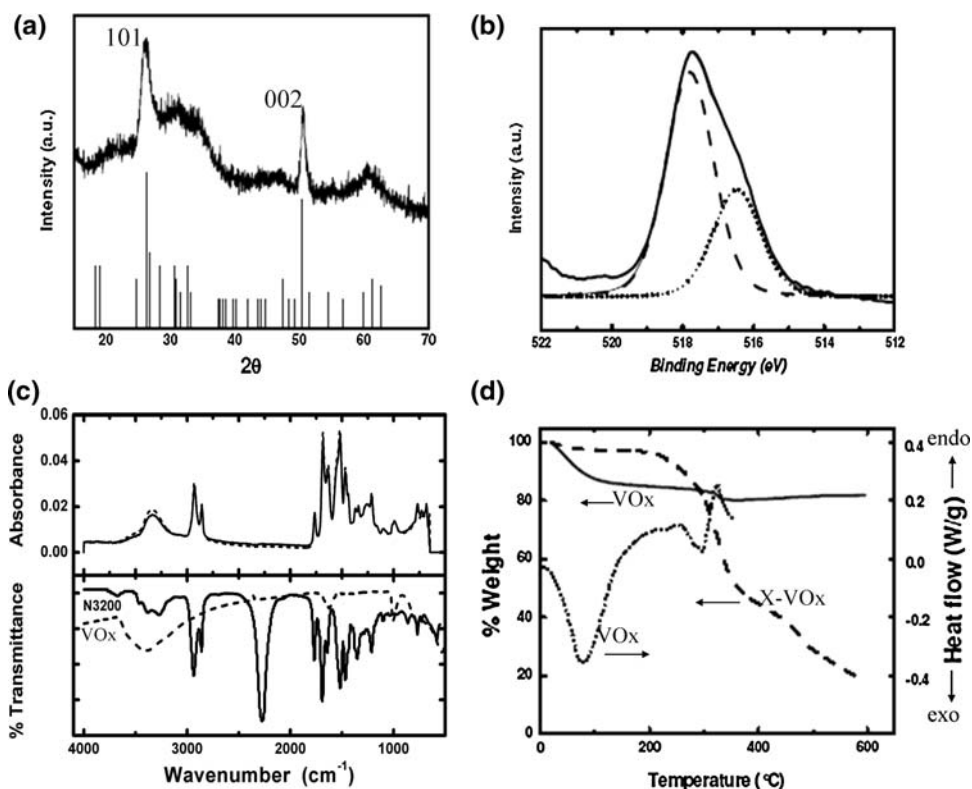 (a)
101
002
Intensity (a.u.)
20 30 40 50 60 70
2θ
(b)
Intensity (a.u.)
522 520 518 516 514 512
Binding Energy (eV)
(c)
0.06
0.04
0.02
0.00
Absorbance
N3200
VOx
% Transmittance
4000 3000 2000 1000
Wavenumber (cm⁻¹)
(d)
100
80
60
40
20
% Weight
VOx
X-VOx
VOx
endo
0.4
0.2
0.0
-0.2
-0.4
exo
Heat flow (W/g)
0 200 400 600
Temperature (°C)